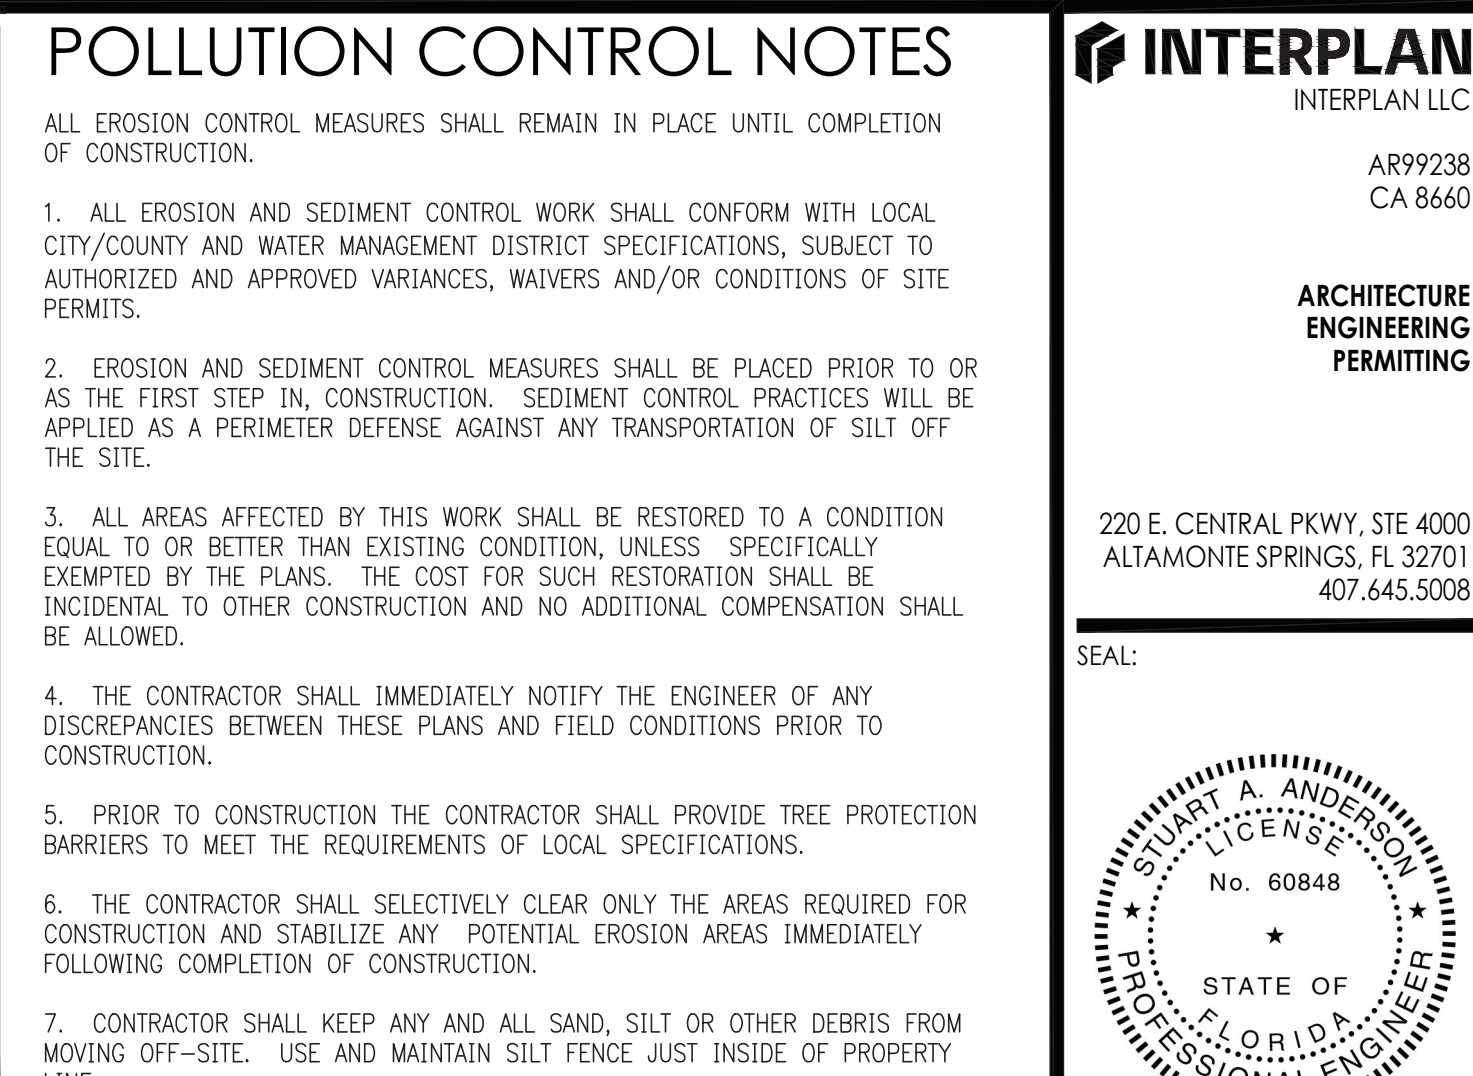 POLLUTION CONTROL NOTES
ALL EROSION CONTROL MEASURES SHALL REMAIN IN PLACE UNTIL COMPLETION
OF CONSTRUCTION.
1. ALL EROSION AND SEDIMENT CONTROL WORK SHALL CONFORM WITH LOCAL
CITY/COUNTY AND WATER MANAGEMENT DISTRICT SPECIFICATIONS, SUBJECT TO
AUTHORIZED AND APPROVED VARIANCES, WAIVERS AND/OR CONDITIONS OF SITE
PERMITS.
2. EROSION AND SEDIMENT CONTROL MEASURES SHALL BE PLACED PRIOR TO OR
AS THE FIRST STEP IN, CONSTRUCTION. SEDIMENT CONTROL PRACTICES WILL BE
APPLIED AS A PERIMETER DEFENSE AGAINST ANY TRANSPORTATION OF SILT OFF
THE SITE.
3. ALL AREAS AFFECTED BY THIS WORK SHALL BE RESTORED TO A CONDITION
EQUAL TO OR BETTER THAN EXISTING CONDITION, UNLESS SPECIFICALLY
EXEMPTED BY THE PLANS. THE COST FOR SUCH RESTORATION SHALL BE
INCIDENTAL TO OTHER CONSTRUCTION AND NO ADDITIONAL COMPENSATION SHALL
BE ALLOWED.
4. THE CONTRACTOR SHALL IMMEDIATELY NOTIFY THE ENGINEER OF ANY
DISCREPANCIES BETWEEN THESE PLANS AND FIELD CONDITIONS PRIOR TO
CONSTRUCTION.
5. PRIOR TO CONSTRUCTION THE CONTRACTOR SHALL PROVIDE TREE PROTECTION
BARRIERS TO MEET THE REQUIREMENTS OF LOCAL SPECIFICATIONS.
6. THE CONTRACTOR SHALL SELECTIVELY CLEAR ONLY THE AREAS REQUIRED FOR
CONSTRUCTION AND STABILIZE ANY POTENTIAL EROSION AREAS IMMEDIATELY
FOLLOWING COMPLETION OF CONSTRUCTION.
7. CONTRACTOR SHALL KEEP ANY AND ALL SAND, SILT OR OTHER DEBRIS FROM
MOVING OFF-SITE. USE AND MAINTAIN SILT FENCE JUST INSIDE OF PROPERTY
INTERPLAN
INTERPLAN LLC
AR99238
CA 8660
ARCHITECTURE
ENGINEERING
PERMITTING
220 E. CENTRAL PKWY, STE 4000
ALTAMONTE SPRINGS, FL 32701
407.645.5008
SEAL:
STUART A. ANDERSON
LICENSE
No. 60848
★
STATE OF
FLORIDA
★ PROFESSIONAL ENGINEER ★